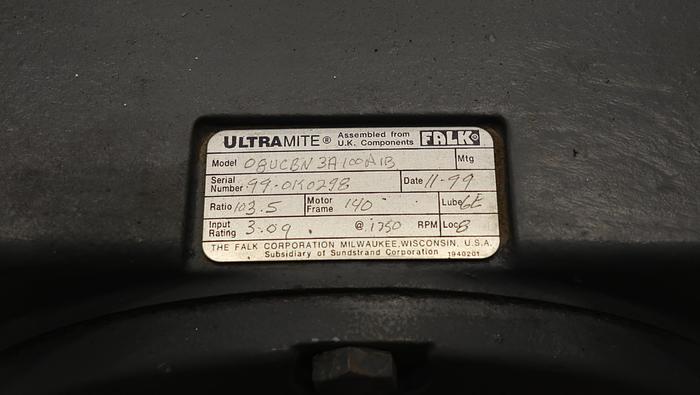 ULTRAMITE® Assembled from U.K. Components FALK
Model 08UCBN3A100A1B Mtg
Serial Number 99-0K0298 Date 11-99
Ratio 103.5 Motor Frame 140 Lube 6E
Input Rating 3.09 @ 1750 RPM Loc 8
THE FALK CORPORATION MILWAUKEE, WISCONSIN, U.S.A.
Subsidiary of Sundstrand Corporation 1940201